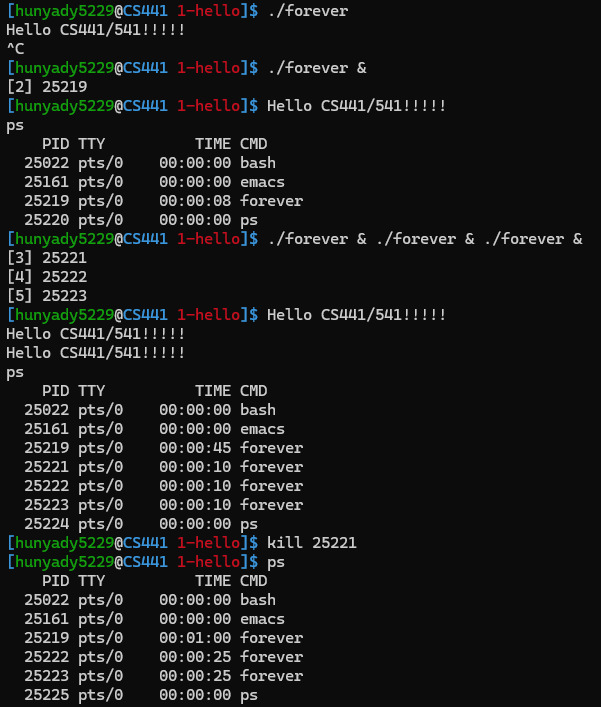 [hunyady5229@CS441 1-hello]$ ./forever
Hello CS441/541!!!!!
^C
[hunyady5229@CS441 1-hello]$ ./forever &
[2] 25219
[hunyady5229@CS441 1-hello]$ Hello CS441/541!!!!!
ps
    PID TTY          TIME CMD
  25022 pts/0    00:00:00 bash
  25161 pts/0    00:00:00 emacs
  25219 pts/0    00:00:08 forever
  25220 pts/0    00:00:00 ps
[hunyady5229@CS441 1-hello]$ ./forever & ./forever & ./forever &
[3] 25221
[4] 25222
[5] 25223
[hunyady5229@CS441 1-hello]$ Hello CS441/541!!!!!
Hello CS441/541!!!!!
Hello CS441/541!!!!!
ps
    PID TTY          TIME CMD
  25022 pts/0    00:00:00 bash
  25161 pts/0    00:00:00 emacs
  25219 pts/0    00:00:45 forever
  25221 pts/0    00:00:10 forever
  25222 pts/0    00:00:10 forever
  25223 pts/0    00:00:10 forever
  25224 pts/0    00:00:00 ps
[hunyady5229@CS441 1-hello]$ kill 25221
[hunyady5229@CS441 1-hello]$ ps
    PID TTY          TIME CMD
  25022 pts/0    00:00:00 bash
  25161 pts/0    00:00:00 emacs
  25219 pts/0    00:01:00 forever
  25222 pts/0    00:00:25 forever
  25223 pts/0    00:00:25 forever
  25225 pts/0    00:00:00 ps